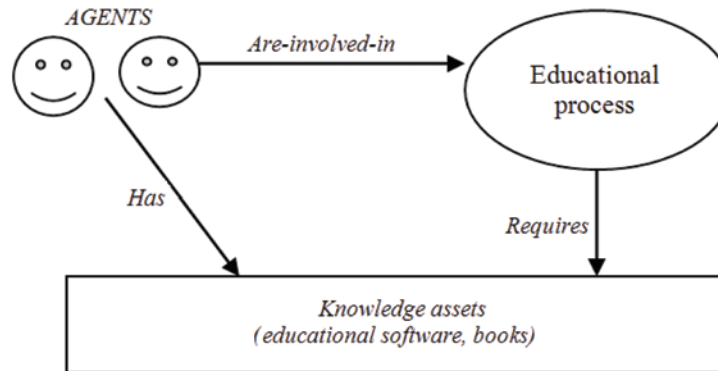 AGENTS
Are-involved-in
Educational
process
Has
Requires
Knowledge assets
(educational software, books)